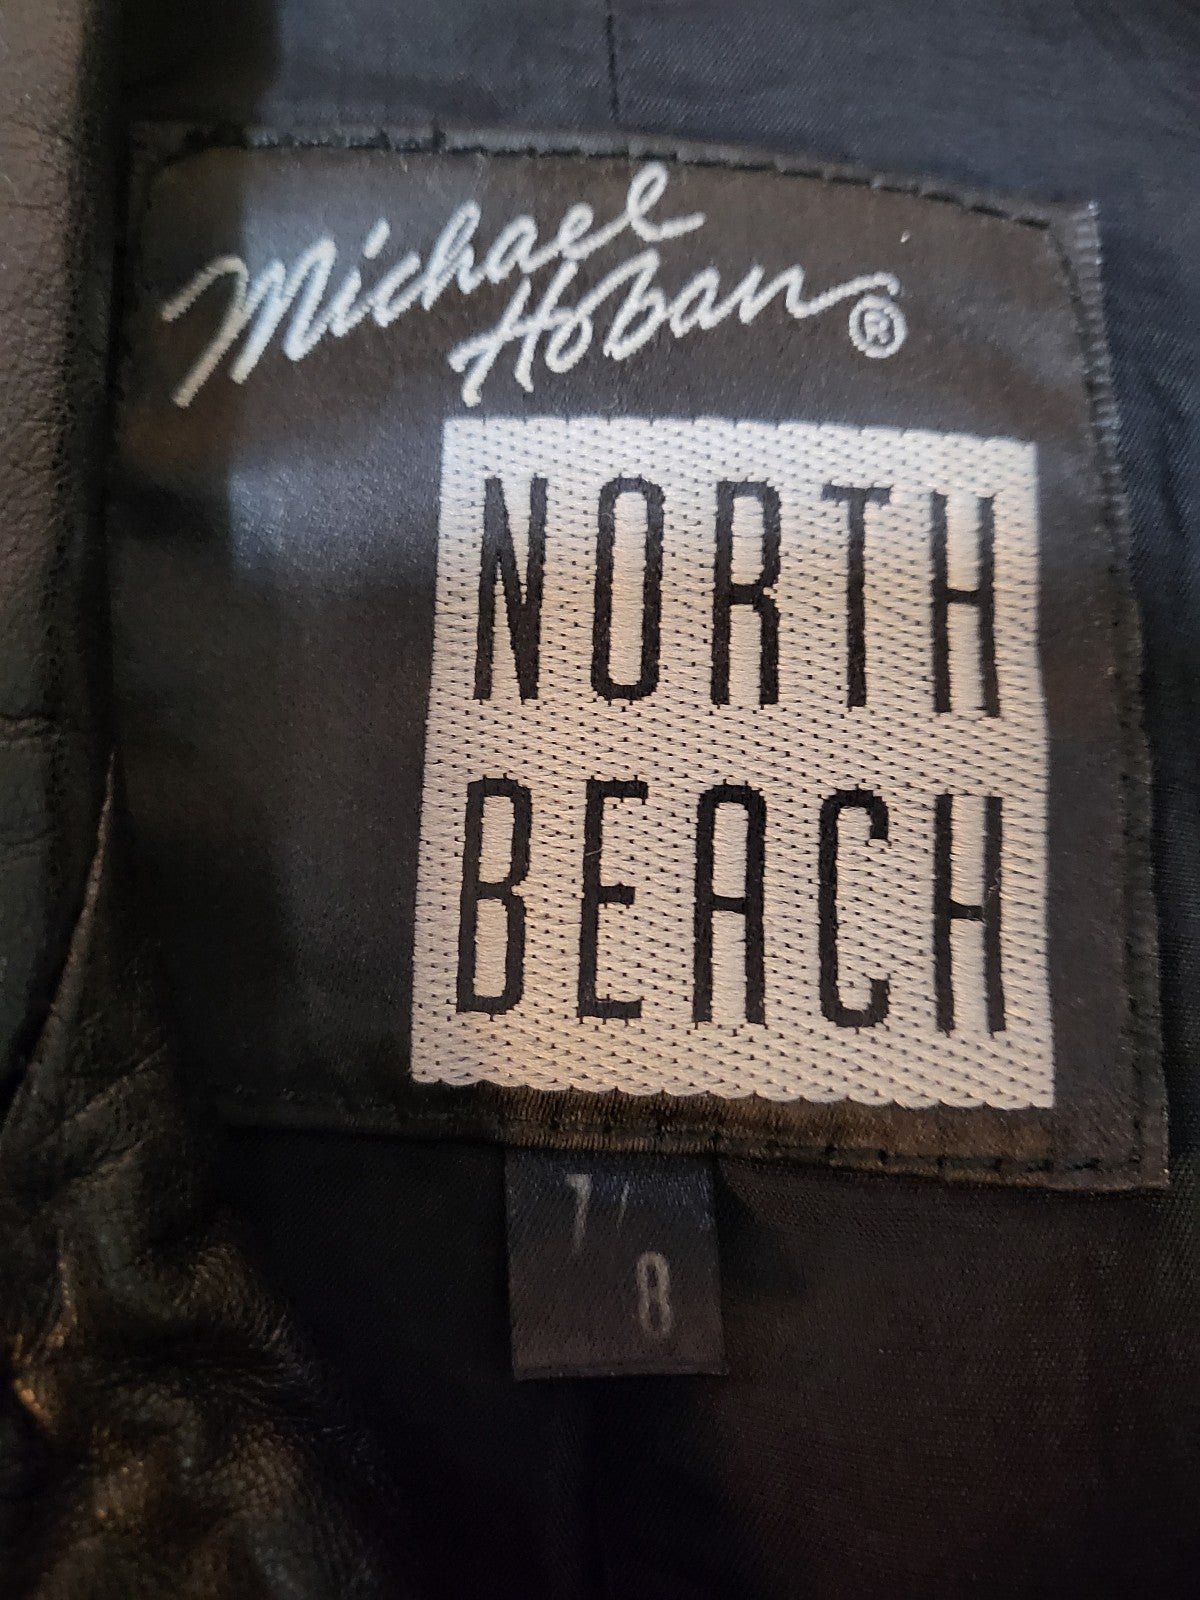 Michael
Hoban®
NORTH
BEACH
7/
8